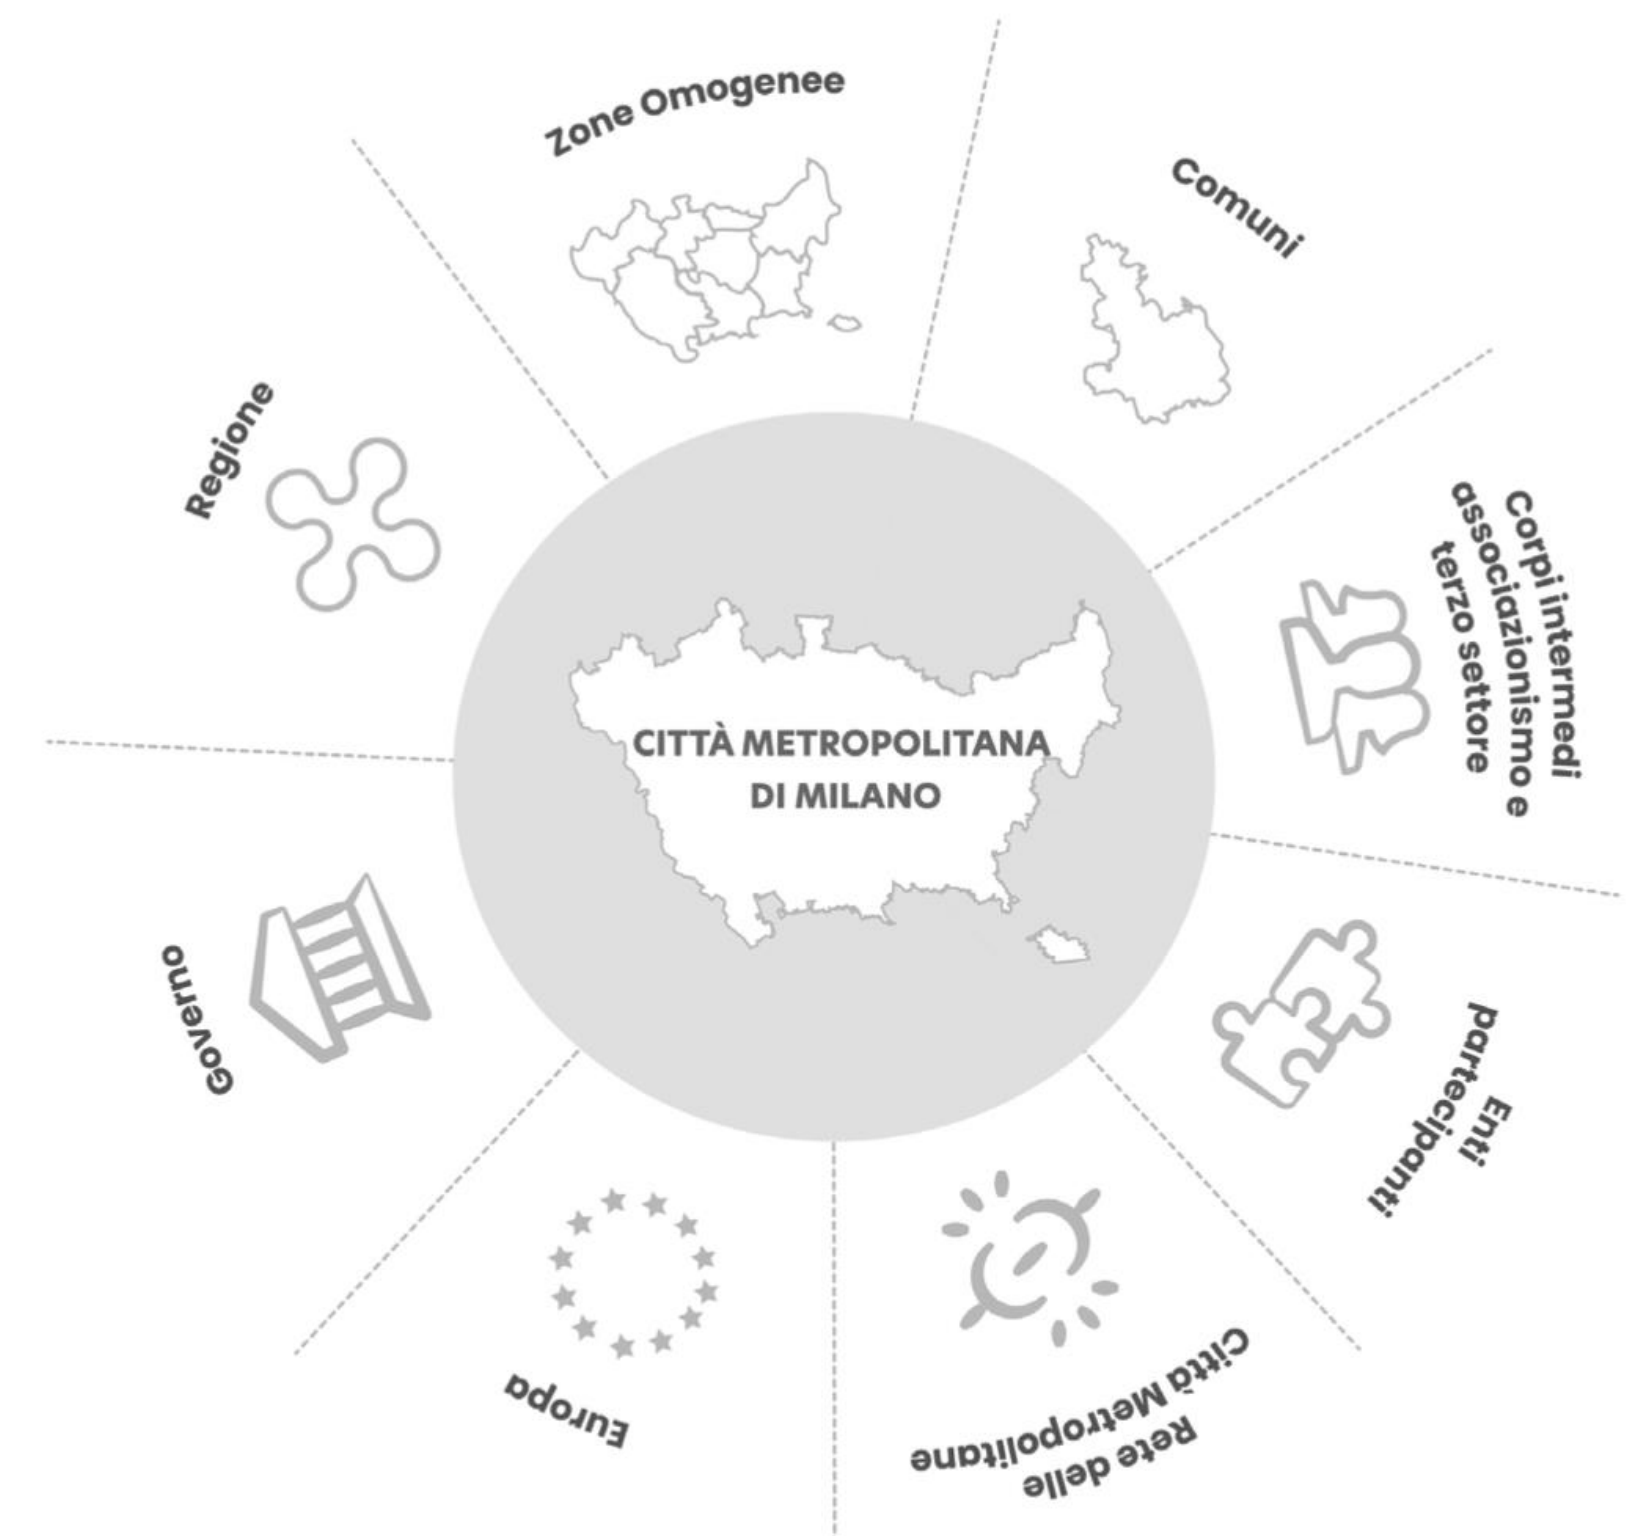 Zone Omogenee
Comuni
Corpi intermedi
associazionismo e
terzo settore
Enti
partecipanti
Rete delle
Città Metropolitane
Europa
Governo
Regione
CITTÀ METROPOLITANA
DI MILANO